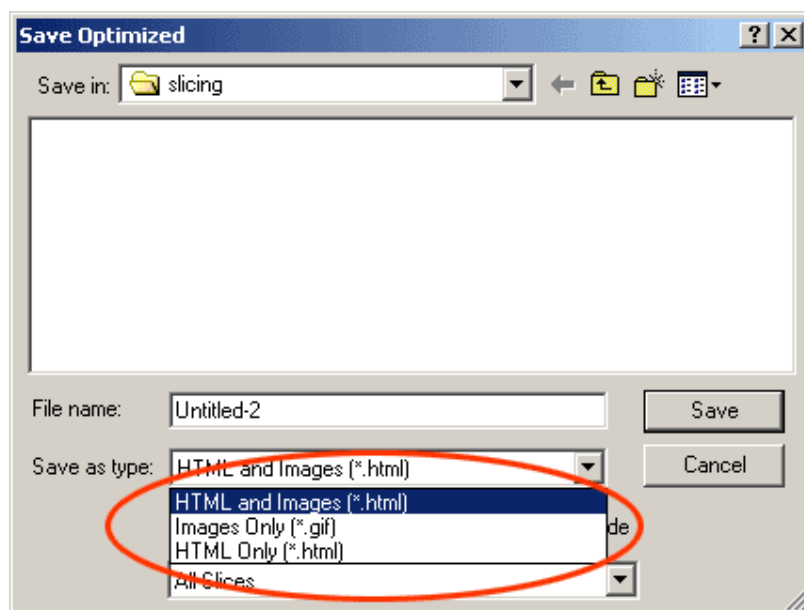 Save Optimized
Save in: slicing
File name: Untitled-2 Save
Save as type: HTML and Images (*.html) Cancel
HTML and Images (*.html)
Images Only (*.gif)
HTML Only (*.html)
All Slices